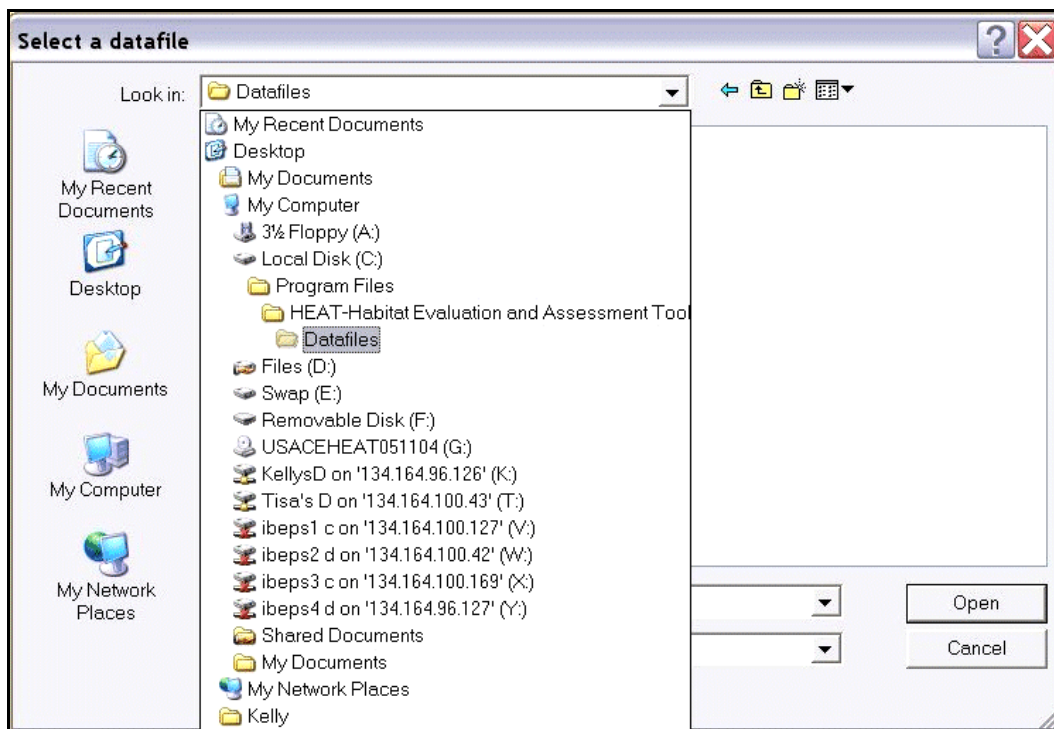 Select a datafile
Look in:
Datafiles
My Recent Documents
Desktop
My Documents
My Computer
3½ Floppy (A:)
Local Disk (C:)
Program Files
HEAT-Habitat Evaluation and Assessment Tool
Datafiles
Files (D:)
Swap (E:)
Removable Disk (F:)
USACEHEAT051104 (G:)
KellysD on '134.164.96.126' (K:)
Tisa's D on '134.164.100.43' (T:)
ibeps1 c on '134.164.100.127' (V:)
ibeps2 d on '134.164.100.42' (W:)
ibeps3 c on '134.164.100.169' (X:)
ibeps4 d on '134.164.96.127' (Y:)
Shared Documents
My Documents
My Network Places
Kelly
My Recent
Documents
Desktop
My Documents
My Computer
My Network
Places
Open
Cancel